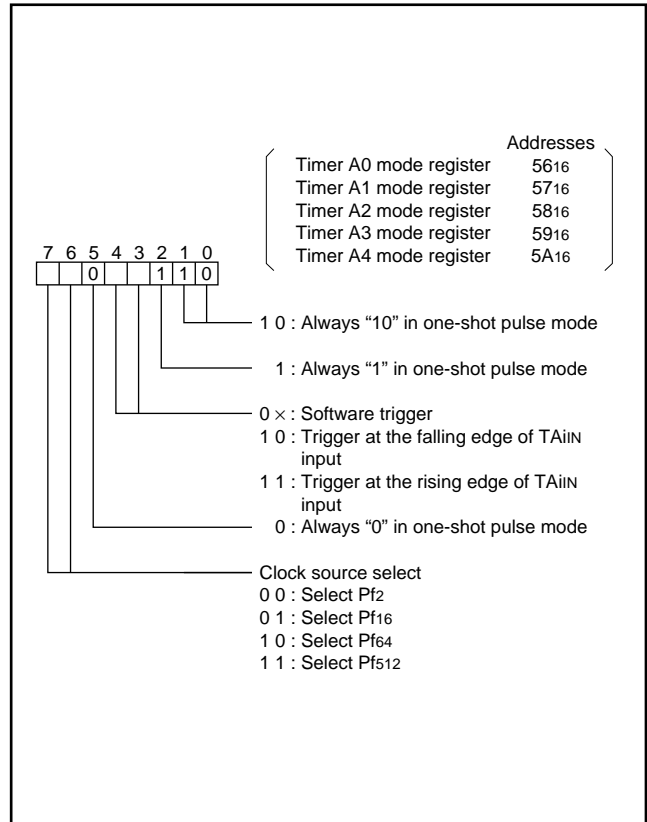 Addresses
Timer A0 mode register 5616
Timer A1 mode register 5716
Timer A2 mode register 5816
Timer A3 mode register 5916
Timer A4 mode register 5A16
7 6 5 4 3 2 1 0
0 1 1 0
1 0 : Always “10” in one-shot pulse mode
1 : Always “1” in one-shot pulse mode
0 × : Software trigger
1 0 : Trigger at the falling edge of TAiIN
input
1 1 : Trigger at the rising edge of TAiIN
input
0 : Always “0” in one-shot pulse mode
Clock source select
0 0 : Select Pf2
0 1 : Select Pf16
1 0 : Select Pf64
1 1 : Select Pf512